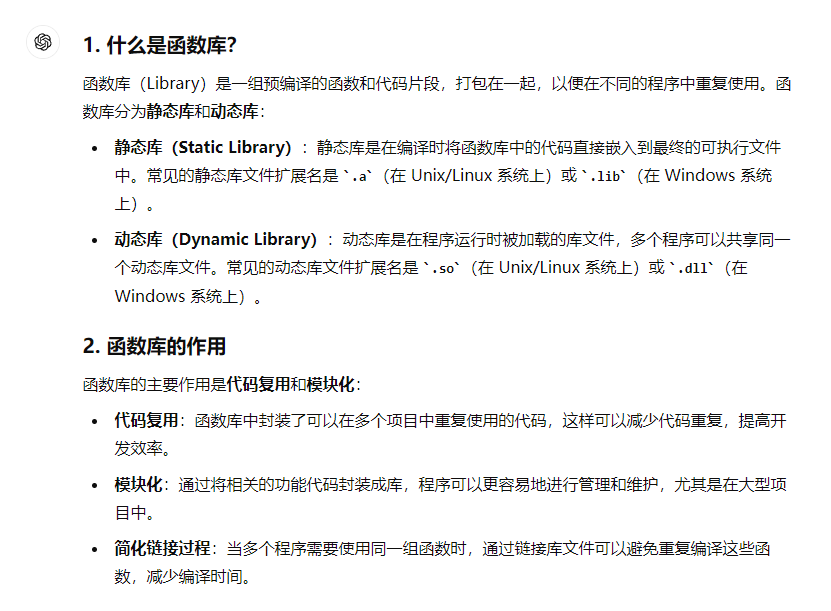 1. 什么是函数库？
函数库（Library）是一组预编译的函数和代码片段，打包在一起，以便在不同的程序中重复使用。函
数库分为静态库和动态库：
• 静态库（Static Library）：静态库是在编译时将函数库中的代码直接嵌入到最终的可执行文件
中。常见的静态库文件扩展名是 `.a`（在 Unix/Linux 系统上）或 `.lib`（在 Windows 系统
上）。
• 动态库（Dynamic Library）：动态库是在程序运行时被加载的库文件，多个程序可以共享同一
个动态库文件。常见的动态库文件扩展名是 `.so`（在 Unix/Linux 系统上）或 `.dll`（在
Windows 系统上）。
2. 函数库的作用
函数库的主要作用是代码复用和模块化：
• 代码复用：函数库中封装了可以在多个项目中重复使用的代码，这样可以减少代码重复，提高开
发效率。
• 模块化：通过将相关的功能代码封装成库，程序可以更容易地进行管理和维护，尤其是在大型项
目中。
• 简化链接过程：当多个程序需要使用同一组函数时，通过链接库文件可以避免重复编译这些函
数，减少编译时间。